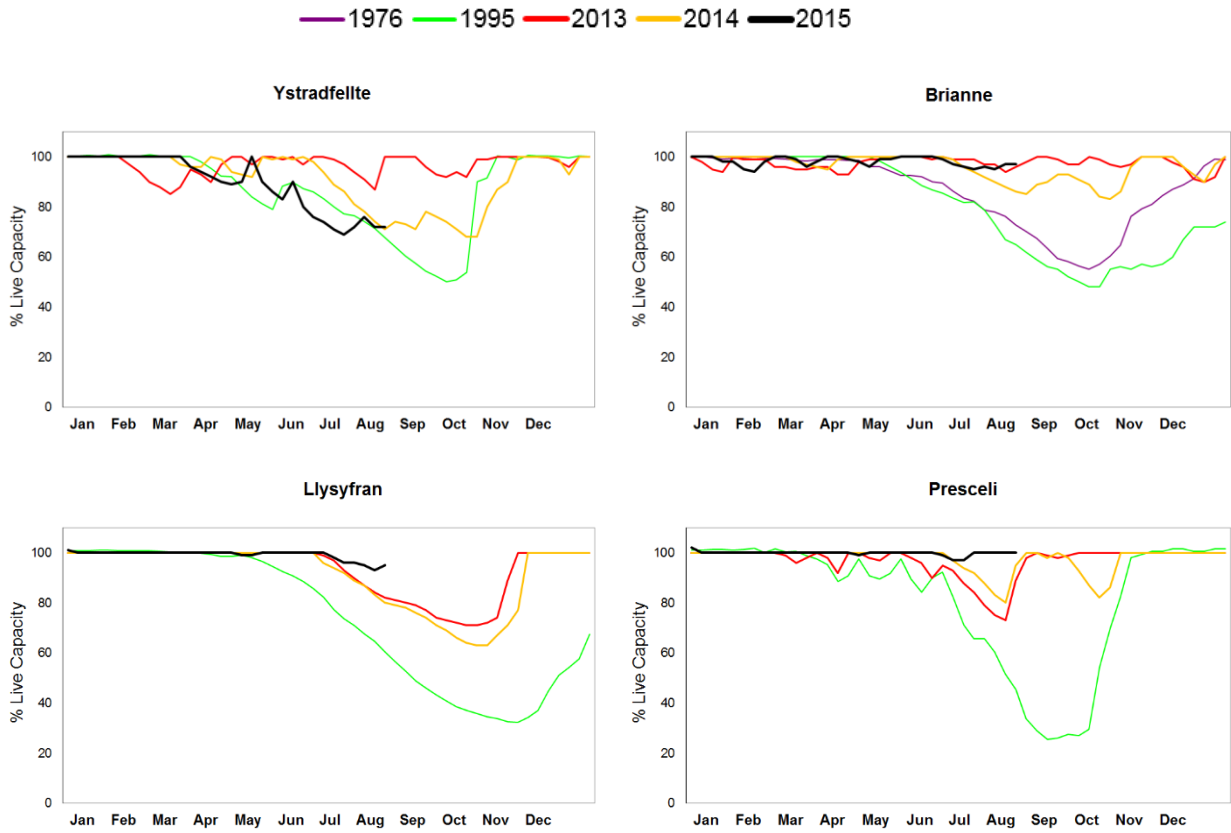 1976 1995 2013 2014 2015
Ystradfellte
% Live Capacity
100
80
60
40
20
0
Jan Feb Mar Apr May Jun Jul Aug Sep Oct Nov Dec
Brianne
% Live Capacity
100
80
60
40
20
0
Jan Feb Mar Apr May Jun Jul Aug Sep Oct Nov Dec
Llysyfran
% Live Capacity
100
80
60
40
20
0
Jan Feb Mar Apr May Jun Jul Aug Sep Oct Nov Dec
Presceli
% Live Capacity
100
80
60
40
20
0
Jan Feb Mar Apr May Jun Jul Aug Sep Oct Nov Dec